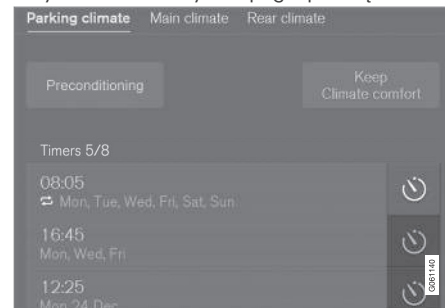 Parking climate Main climate Rear climate
Preconditioning
Keep
Climate comfort
Timers 5/8
08:05
Mon, Tue, Wed, Fri, Sat, Sun
16:45
Mon, Wed, Fri
12:25
Mon 24 Dec
G061140